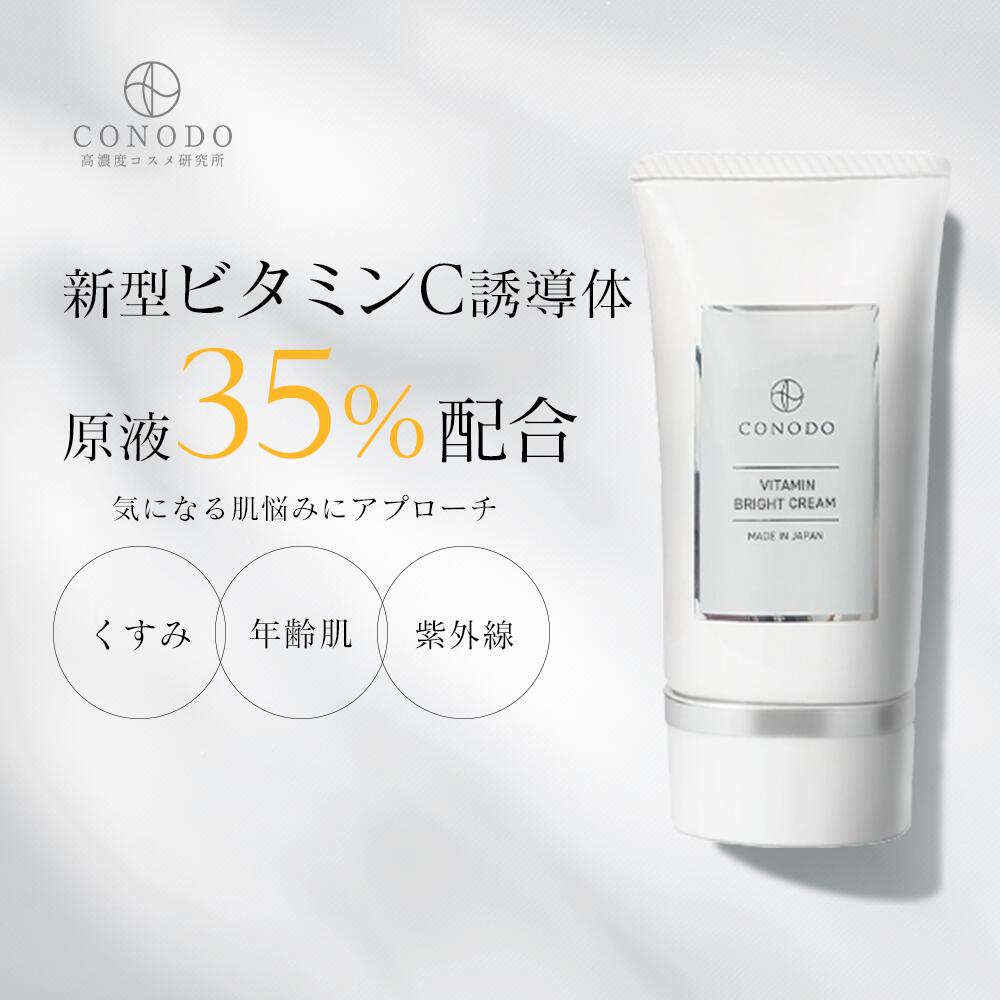 CONODO
高濃度コスメ研究所
新型ビタミンC誘導体
原液35%配合
気になる肌悩みにアプローチ
くすみ
年齢肌
紫外線
CONODO
VITAMIN
BRIGHT CREAM
MADE IN JAPAN